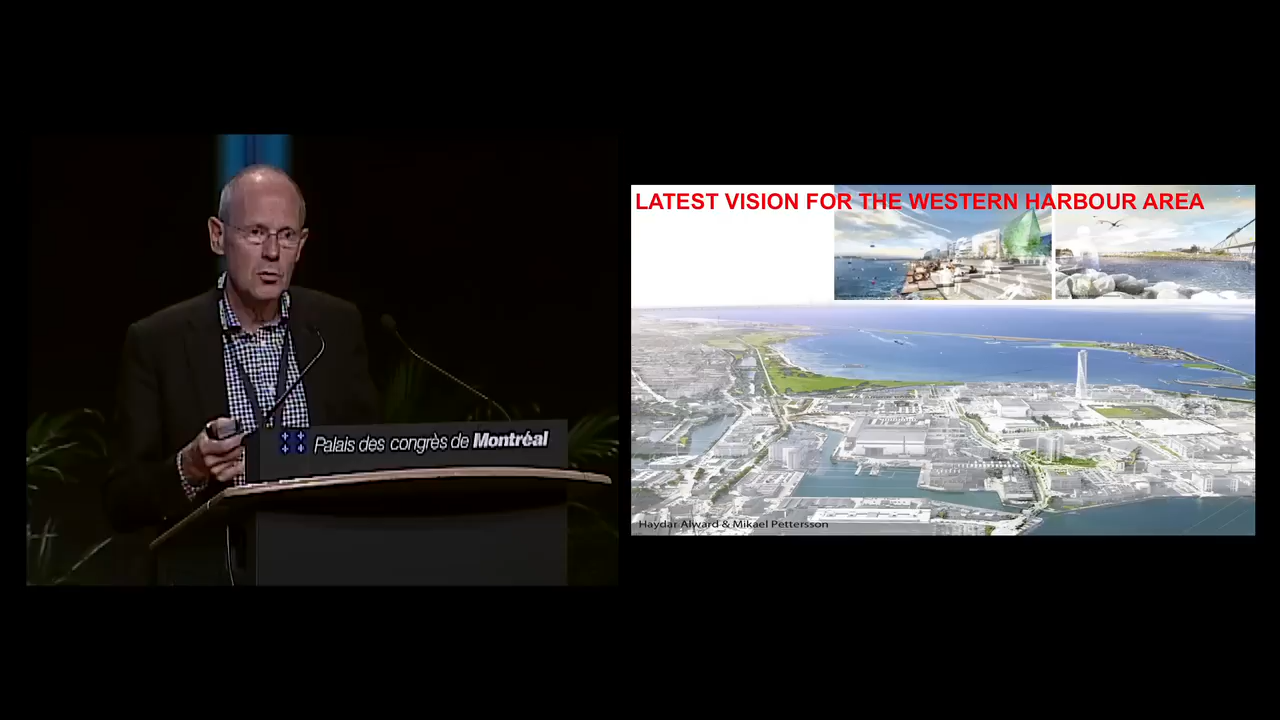 Palais des congrès de Montréal
LATEST VISION FOR THE WESTERN HARBOUR AREA
Haydar Alward & Mikael Pettersson